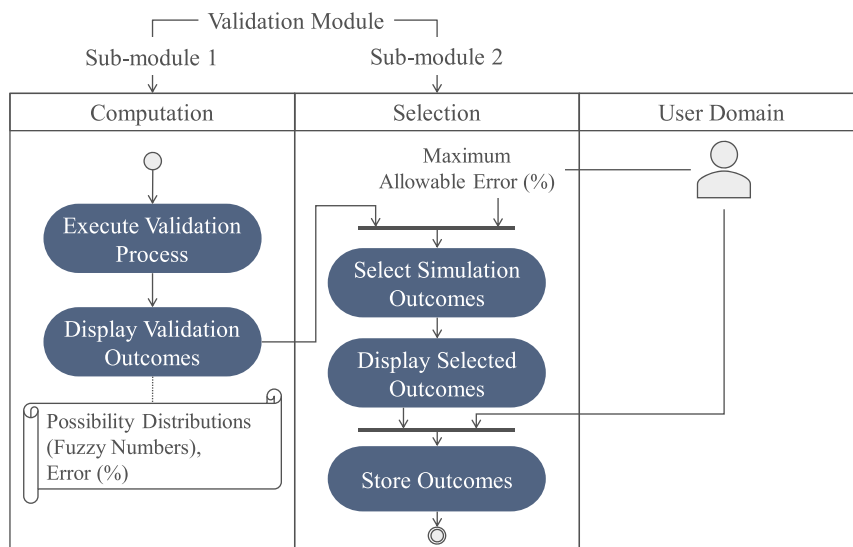 Validation Module
Sub-module 1
Sub-module 2
Computation
Selection
User Domain
Maximum
Allowable Error (%)
Execute Validation
Process
Select Simulation
Outcomes
Display Validation
Outcomes
Display Selected
Outcomes
Possibility Distributions
(Fuzzy Numbers),
Error (%)
Store Outcomes